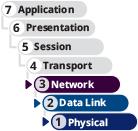 7 Application
6 Presentation
5 Session
4 Transport
3 Network
2 Data Link
1 Physical